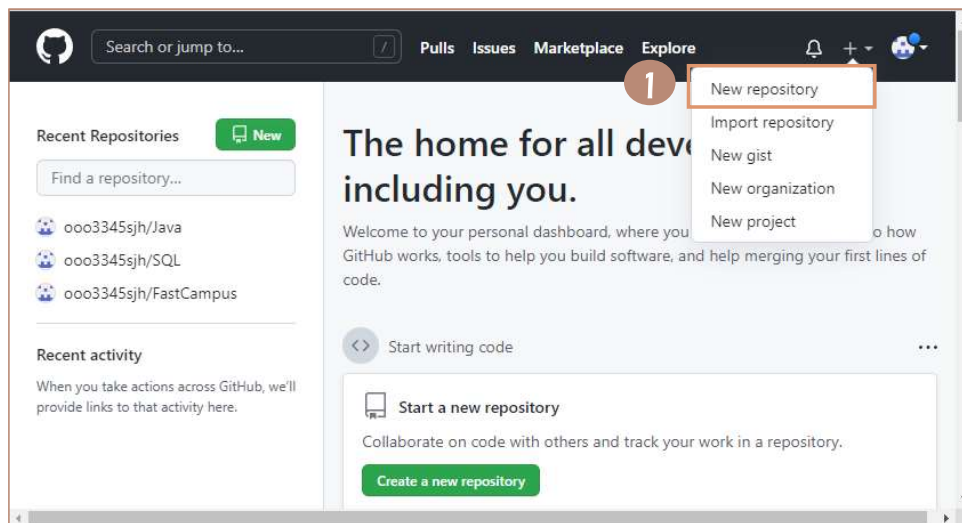 Search or jump to...
/
Pulls Issues Marketplace Explore
1
New repository
Import repository
New gist
New organization
New project
Recent Repositories
New
Find a repository...
ooo3345sjh/Java
ooo3345sjh/SQL
ooo3345sjh/FastCampus
Recent activity
When you take actions across GitHub, we'll
provide links to that activity here.
The home for all deve
including you.
Welcome to your personal dashboard, where you o how
GitHub works, tools to help you build software, and help merging your first lines of
code.
Start writing code
Start a new repository
Collaborate on code with others and track your work in a repository.
Create a new repository